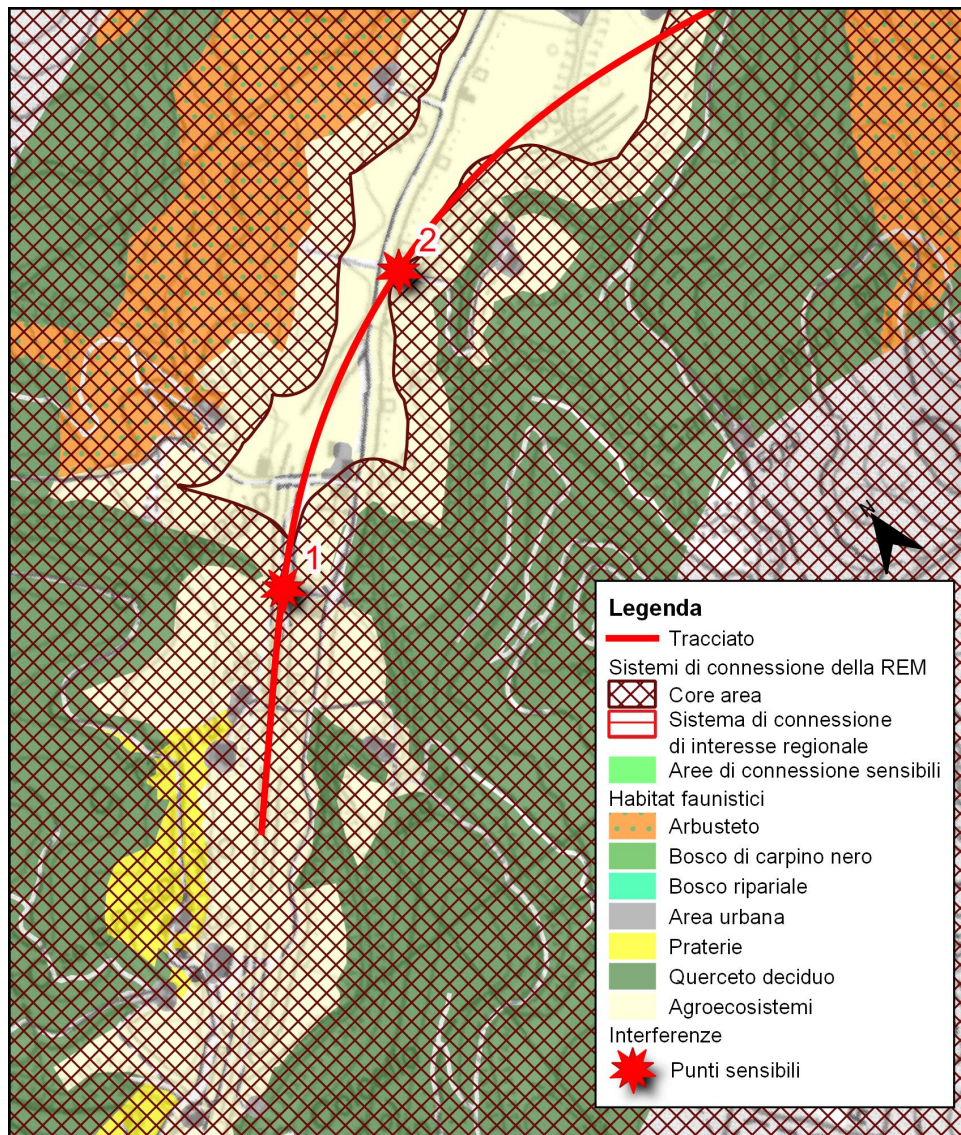 2
1
N
Legenda
Tracciato
Sistemi di connessione della REM
Core area
Sistema di connessione
di interesse regionale
Aree di connessione sensibili
Habitat faunistici
Arbusteto
Bosco di carpino nero
Bosco ripariale
Area urbana
Praterie
Querceto deciduo
Agroecosistemi
Interferenze
Punti sensibili